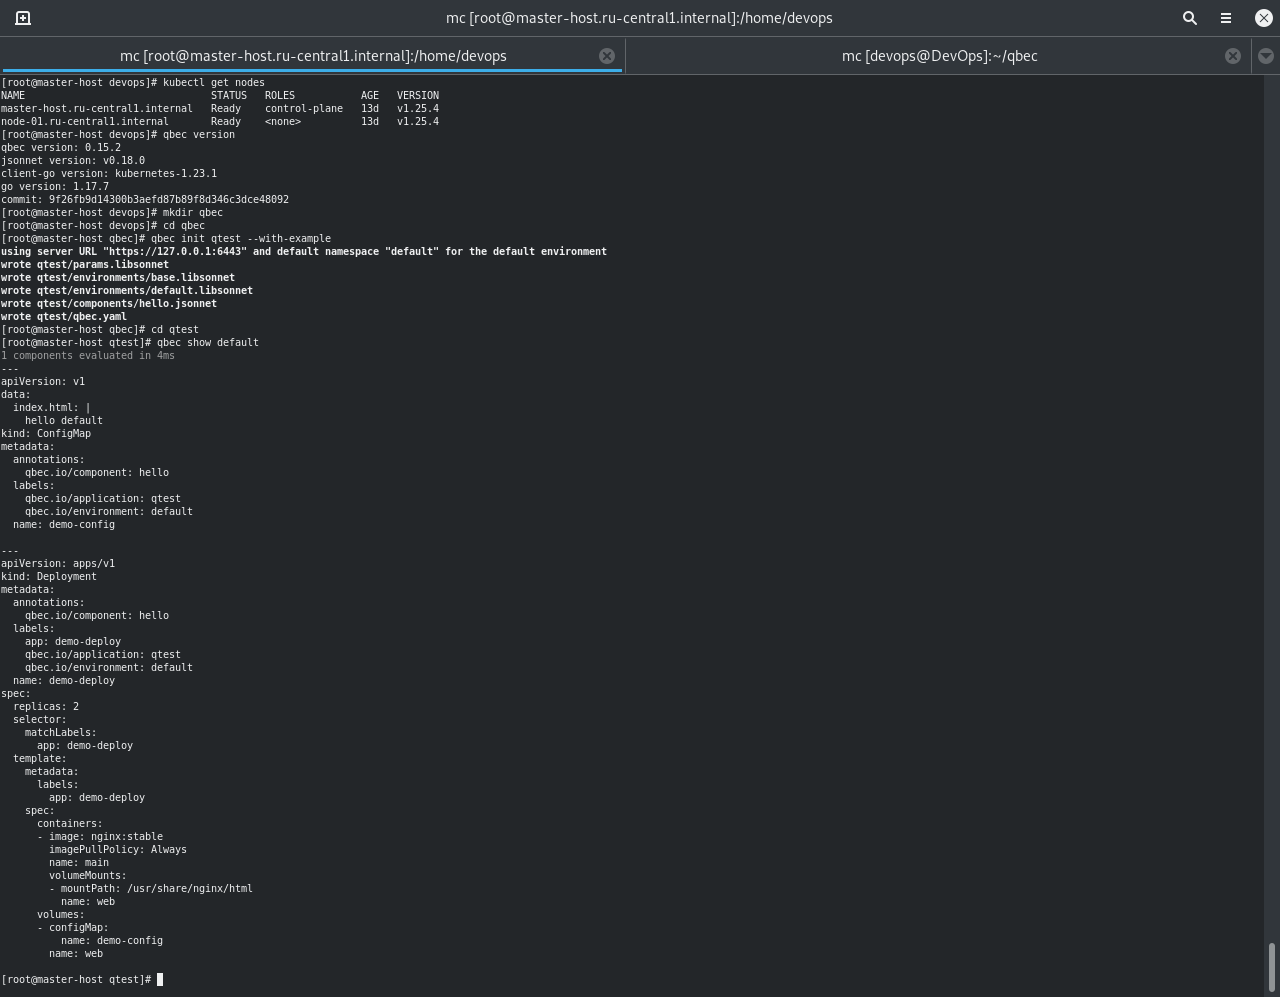 mc [root@master-host.ru-central1.internal]:/home/devops
mc [root@master-host.ru-central1.internal]:/home/devops
mc [devops@DevOps]:~/qbec
[root@master-host devops]# kubectl get nodes
NAME                               STATUS   ROLES           AGE   VERSION
master-host.ru-central1.internal   Ready    control-plane   13d   v1.25.4
node-01.ru-central1.internal       Ready    <none>          13d   v1.25.4
[root@master-host devops]# qbec version
qbec version: 0.15.2
jsonnet version: v0.18.0
client-go version: kubernetes-1.23.1
go version: 1.17.7
commit: 9f26fb9d14300b3aefd87b89f8d346c3dce48092
[root@master-host devops]# mkdir qbec
[root@master-host devops]# cd qbec
[root@master-host qbec]# qbec init qtest --with-example
using server URL "https://127.0.0.1:6443" and default namespace "default" for the default environment
wrote qtest/params.libsonnet
wrote qtest/environments/base.libsonnet
wrote qtest/environments/default.libsonnet
wrote qtest/components/hello.jsonnet
wrote qtest/qbec.yaml
[root@master-host qbec]# cd qtest
[root@master-host qtest]# qbec show default
1 components evaluated in 4ms
---
apiVersion: v1
data:
  index.html: |
    hello default
kind: ConfigMap
metadata:
  annotations:
    qbec.io/component: hello
  labels:
    qbec.io/application: qtest
    qbec.io/environment: default
  name: demo-config

---
apiVersion: apps/v1
kind: Deployment
metadata:
  annotations:
    qbec.io/component: hello
  labels:
    app: demo-deploy
    qbec.io/application: qtest
    qbec.io/environment: default
  name: demo-deploy
spec:
  replicas: 2
  selector:
    matchLabels:
      app: demo-deploy
  template:
    metadata:
      labels:
        app: demo-deploy
    spec:
      containers:
      - image: nginx:stable
        imagePullPolicy: Always
        name: main
        volumeMounts:
        - mountPath: /usr/share/nginx/html
          name: web
      volumes:
      - configMap:
          name: demo-config
        name: web

[root@master-host qtest]#